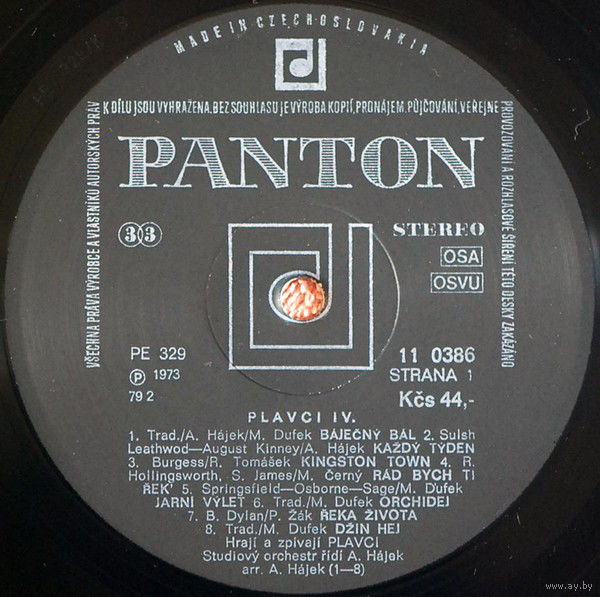 MADE IN CZECHOSLOVAKIA
VŠECHNA PRÁVA VÝROBCE A VLASTNÍKŮ AUTORSKÝCH PRÁV
K DÍLU JSOU VYHRAŽENA. BEZ SOUHLASU JE VÝROBA KOPIÍ, PRONÁJEM, PŮJČOVÁNÍ, VEŘEJNÉ
PROVOZOVÁNÍ A ROZHLASOVÉ ŠÍŘENÍ TÉTO DESKY ZAKÁZÁNO
PANTON
33
STEREO
OSA
OSVU
PE 329
Ⓟ 1973
79 2
11 0386
STRANA 1
Kčs 44,-
PLAVCI IV.
1. Trad./A. Hájek/M. Dufek BÁJEČNÝ BÁL 2. Sulsh
Leathwod—August Kinney/A. Hájek KAŽDÝ TÝDEN
3. Burgess/R. Tomášek KINGSTON TOWN 4. R.
Hollingsworth, S. James/M. Černý RÁD BYCH TI
ŘEK' 5. Springsfield—Osborne—Sage/M. Dufek
JARNÍ VÝLET 6. Trad./M. Dufek ORCHIDEJ
7. B. Dylan/P. Žák ŘEKA ŽIVOTA
8. Trad./M. Dufek DŽIN HEJ
Hrají a zpívají PLAVCI
Studiový orchestr řídí A. Hájek
arr. A. Hájek (1—8)
www.ay.by